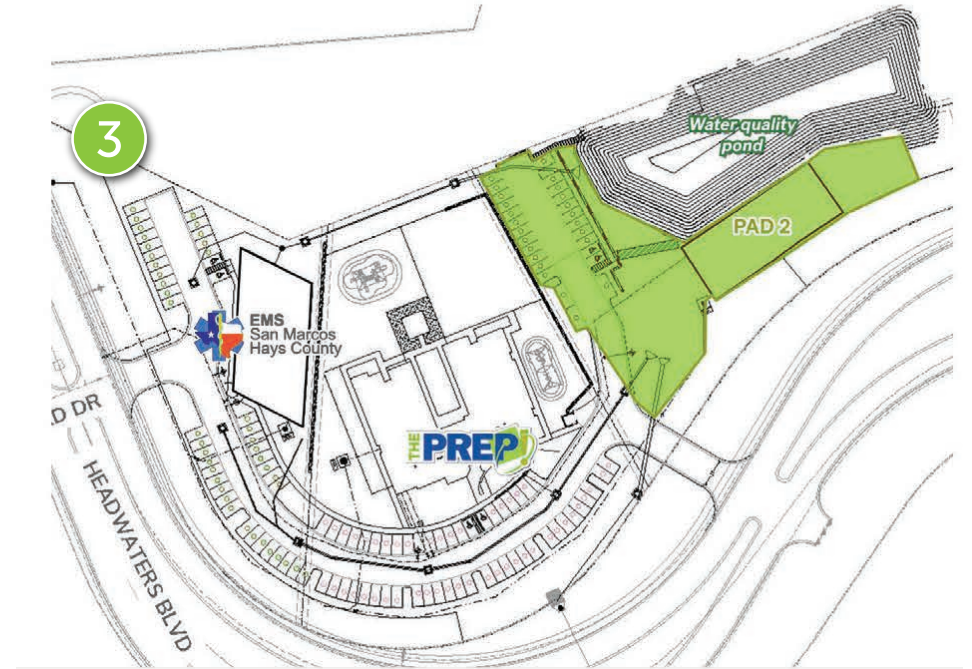 3
Water quality
pond
PAD 2
EMS
San Marcos
Hays County
THE PREP
D DR
HEADWATERS BLVD